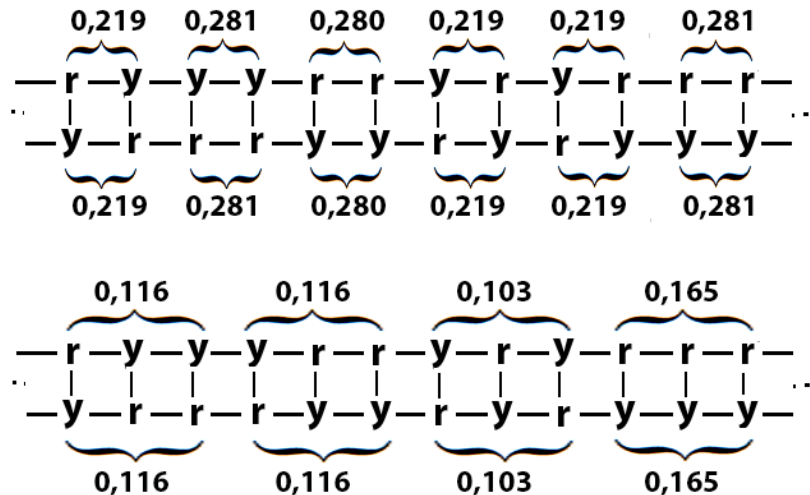 0,219 0,281 0,280 0,219 0,219 0,281
r y y y r r y r y r r r
y r r r y y r y r y y y
0,219 0,281 0,280 0,219 0,219 0,281
0,116 0,116 0,103 0,165
r y y y r r y r y r r r
y r r r y y r y r y y y
0,116 0,116 0,103 0,165